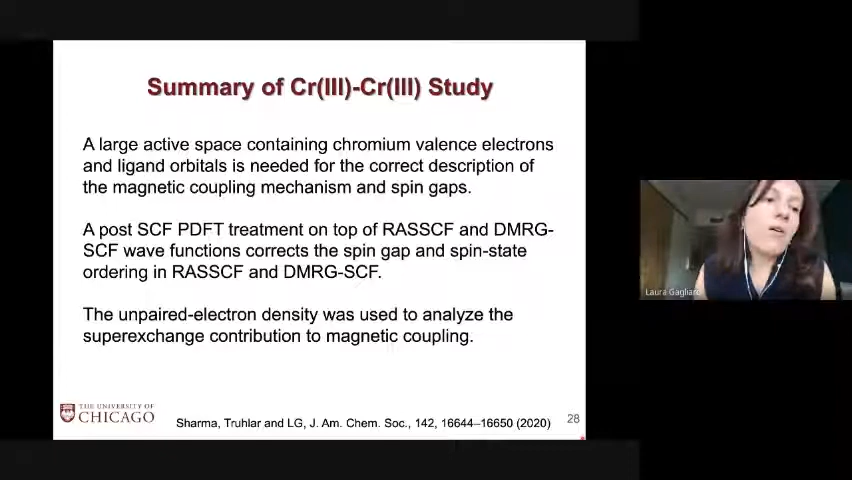 Summary of Cr(III)-Cr(III) Study
A large active space containing chromium valence electrons
and ligand orbitals is needed for the correct description of
the magnetic coupling mechanism and spin gaps.
A post SCF PDFT treatment on top of RASSCF and DMRG-
SCF wave functions corrects the spin gap and spin-state
ordering in RASSCF and DMRG-SCF.
The unpaired-electron density was used to analyze the
superexchange contribution to magnetic coupling.
THE UNIVERSITY OF
CHICAGO
Sharma, Truhlar and LG, J. Am. Chem. Soc., 142, 16644–16650 (2020)
28
Laura Gagliardi